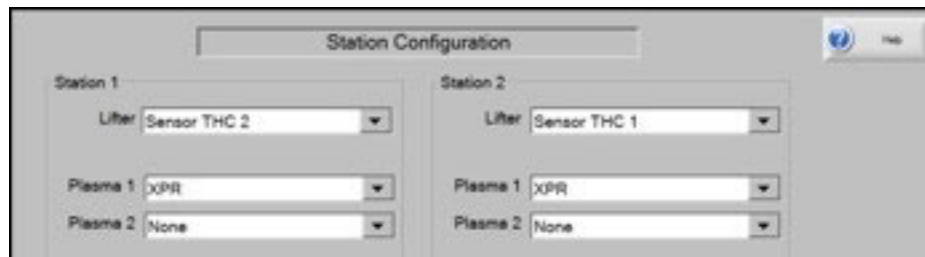 Station Configuration
Help
Station 1
Lifter Sensor THC 2
Plasma 1 XPR
Plasma 2 None
Station 2
Lifter Sensor THC 1
Plasma 1 XPR
Plasma 2 None